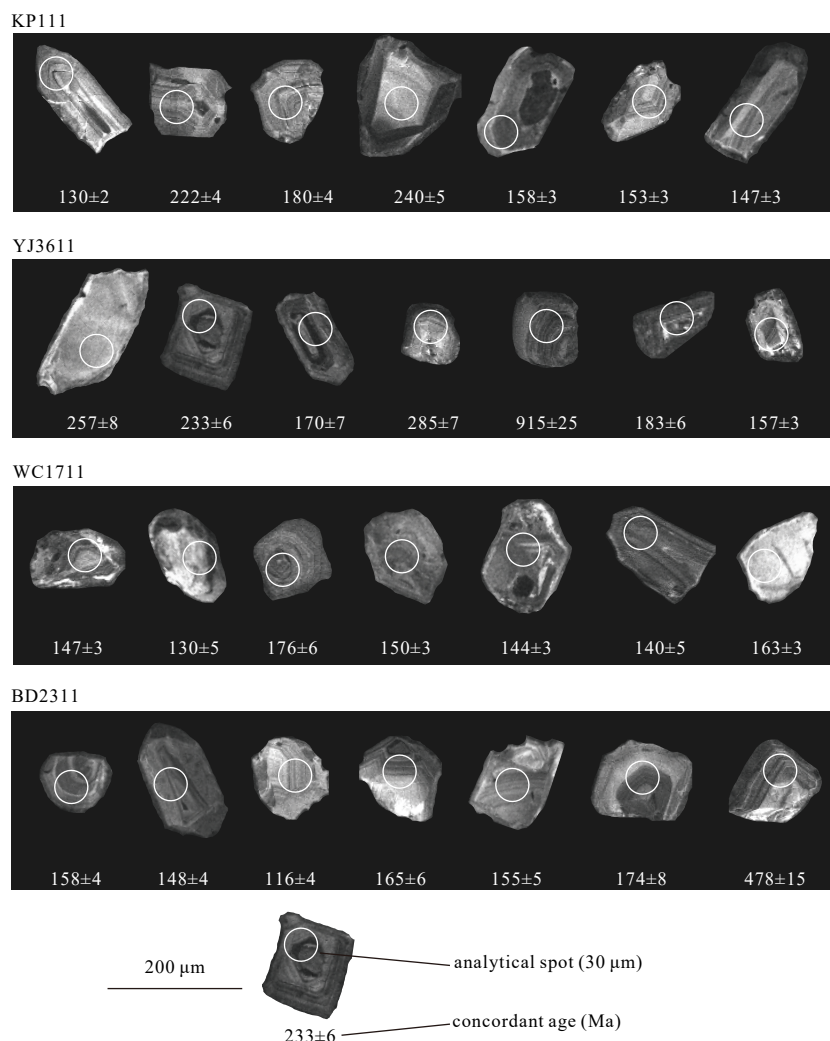 KP111
130±2 222±4 180±4 240±5 158±3 153±3 147±3
YJ3611
257±8 233±6 170±7 285±7 915±25 183±6 157±3
WC1711
147±3 130±5 176±6 150±3 144±3 140±5 163±3
BD2311
158±4 148±4 116±4 165±6 155±5 174±8 478±15
200 μm
analytical spot (30 μm)
concordant age (Ma)
233±6